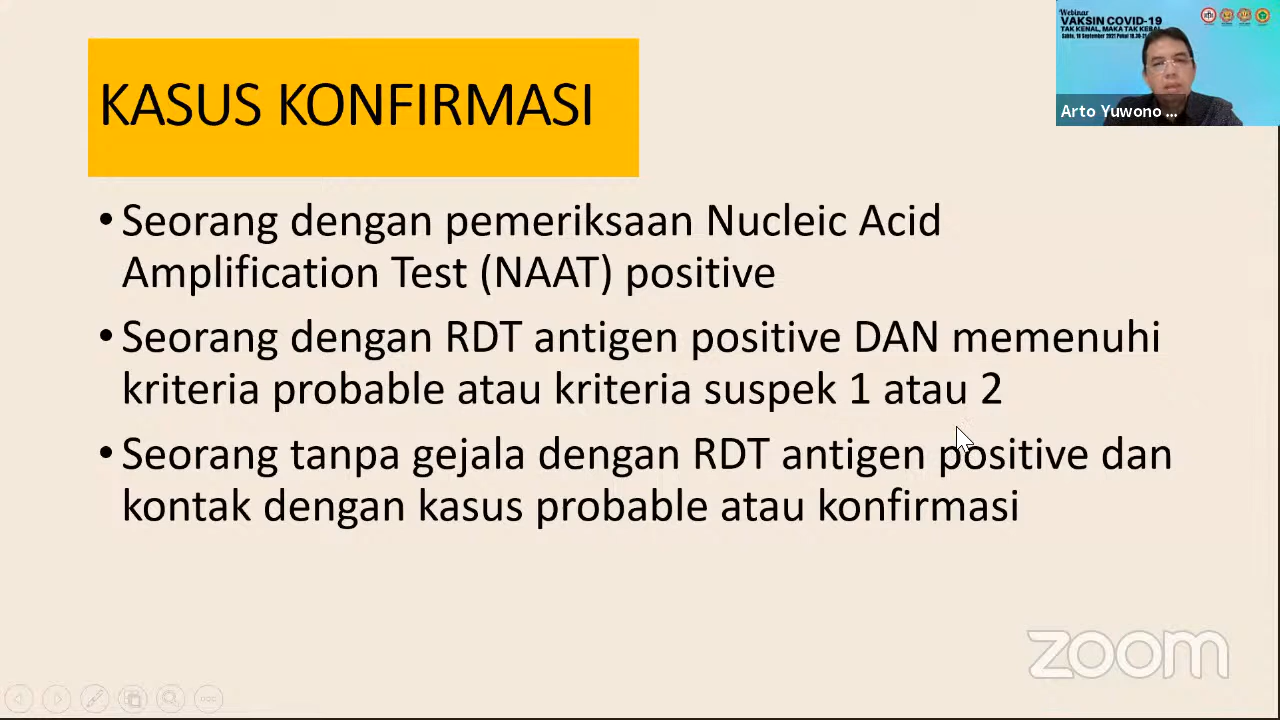 KASUS KONFIRMASI
• Seorang dengan pemeriksaan Nucleic Acid
Amplification Test (NAAT) positive
• Seorang dengan RDT antigen positive DAN memenuhi
kriteria probable atau kriteria suspek 1 atau 2
• Seorang tanpa gejala dengan RDT antigen positive dan
kontak dengan kasus probable atau konfirmasi
Webinar
VAKSIN COVID-19
TAK KENAL, MAKA TAK KEBAL
Arto Yuwono ...
zoom